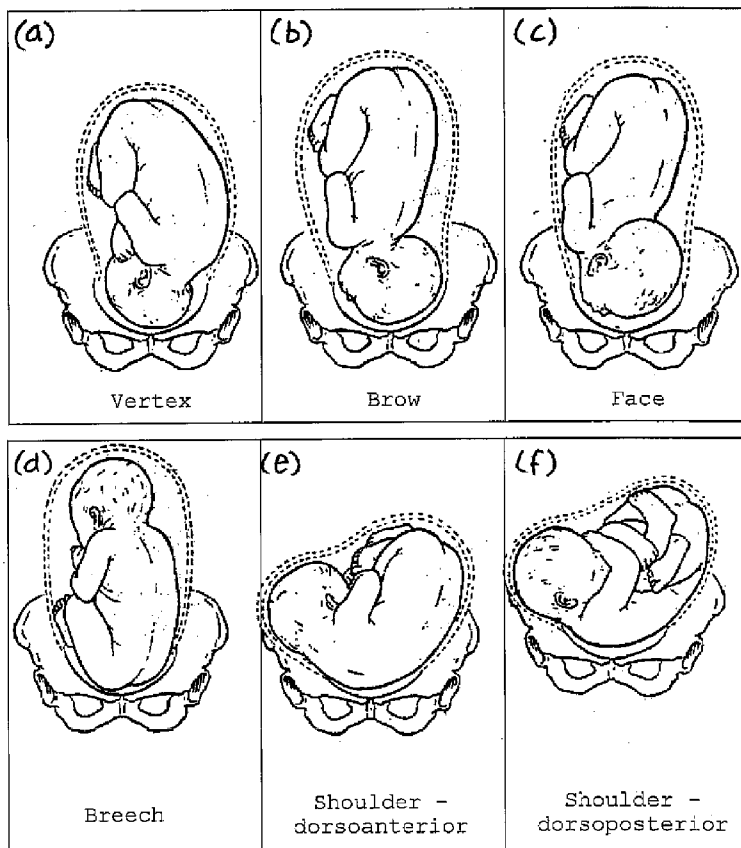 (a)
(b)
(c)
Vertex
Brow
Face
(d)
(e)
(f)
Breech
Shoulder -
dorsoanterior
Shoulder -
dorsoposterior